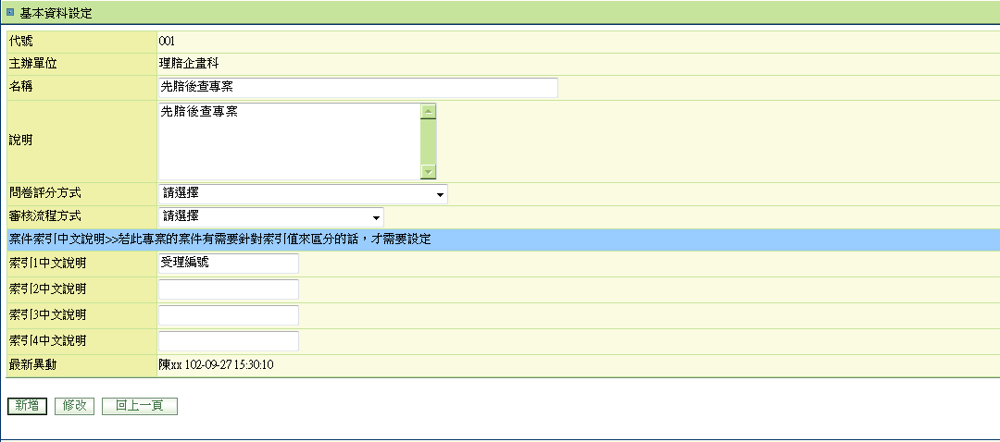 基本資料設定
代號 001
主辦單位 理賠企畫科
名稱 先賠後查專案
說明 先賠後查專案
問卷評分方式 請選擇
審核流程方式 請選擇
案件索引中文說明>>若此專案的案件有需要針對索引值來區分的話，才需要設定
索引1中文說明 受理編號
索引2中文說明
索引3中文說明
索引4中文說明
最新異動 陳xx 102-09-27 15:30:10
新增 修改 回上一頁